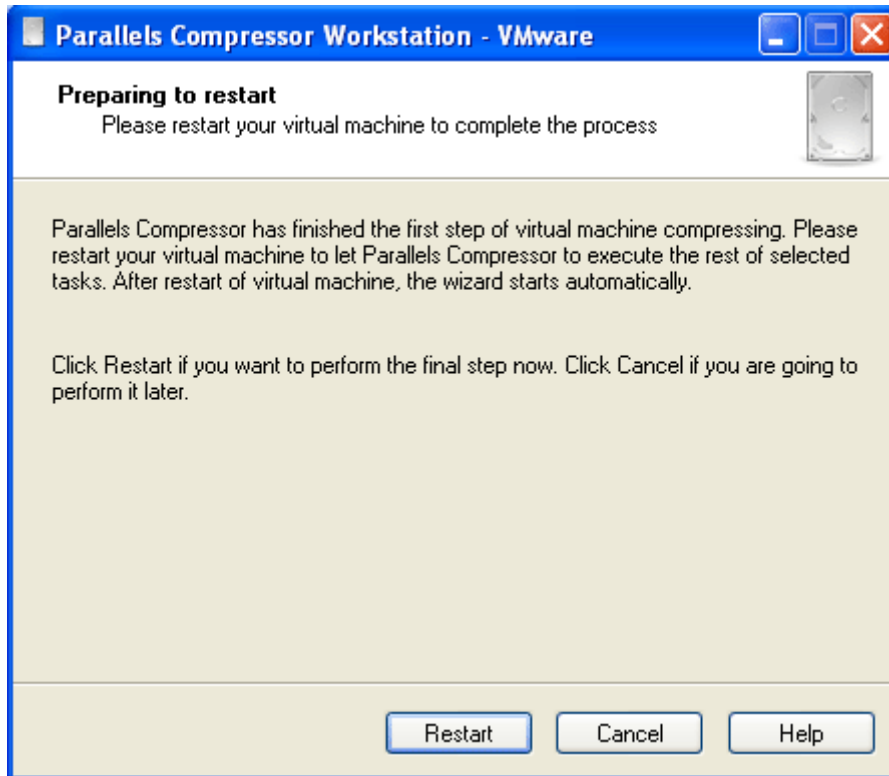 Parallels Compressor Workstation - VMware
Preparing to restart
Please restart your virtual machine to complete the process
Parallels Compressor has finished the first step of virtual machine compressing. Please
restart your virtual machine to let Parallels Compressor to execute the rest of selected
tasks. After restart of virtual machine, the wizard starts automatically.
Click Restart if you want to perform the final step now. Click Cancel if you are going to
perform it later.
Restart
Cancel
Help